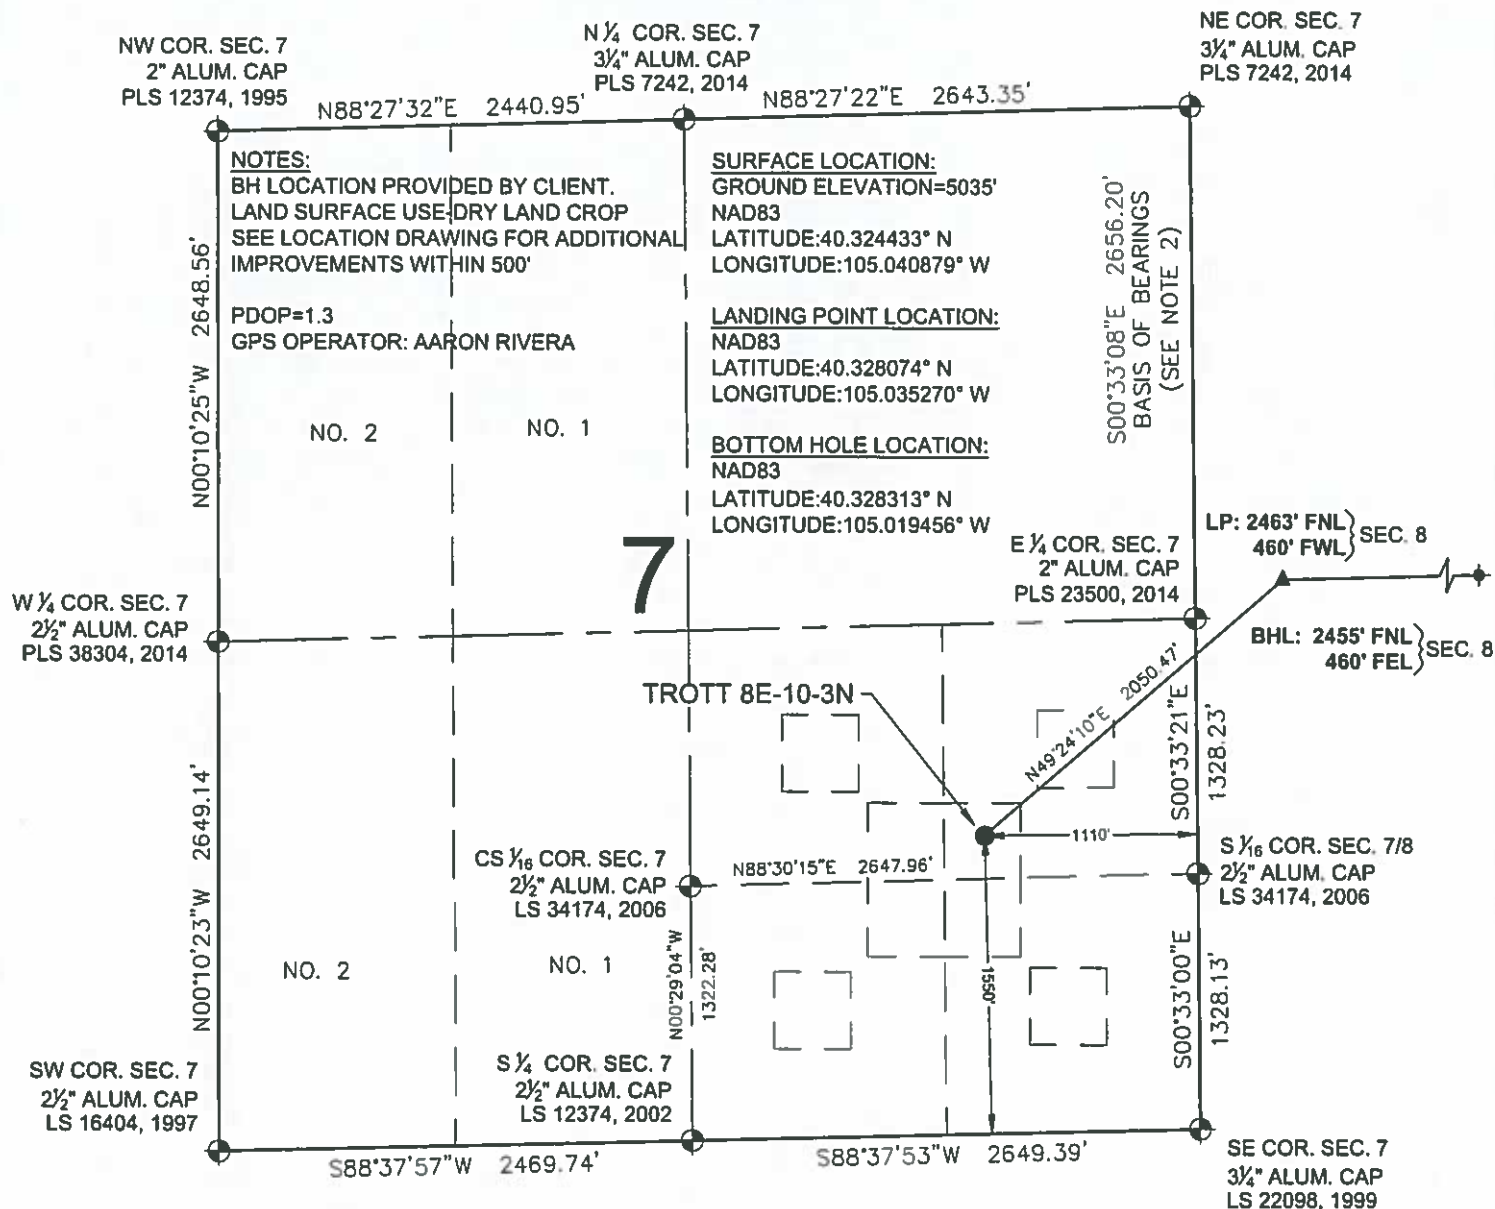 NW COR. SEC. 7
2" ALUM. CAP
PLS 12374, 1995
N ¼ COR. SEC. 7
3¼" ALUM. CAP
PLS 7242, 2014
NE COR. SEC. 7
3¼" ALUM. CAP
PLS 7242, 2014
N88°27'32"E 2440.95'
N88°27'22"E 2643.35'
NOTES:
BH LOCATION PROVIDED BY CLIENT.
LAND SURFACE USE-DRY LAND CROP
SEE LOCATION DRAWING FOR ADDITIONAL
IMPROVEMENTS WITHIN 500'
PDOP=1.3
GPS OPERATOR: AARON RIVERA
SURFACE LOCATION:
GROUND ELEVATION=5035'
NAD83
LATITUDE:40.324433° N
LONGITUDE:105.040879° W
LANDING POINT LOCATION:
NAD83
LATITUDE:40.328074° N
LONGITUDE:105.035270° W
BOTTOM HOLE LOCATION:
NAD83
LATITUDE:40.328313° N
LONGITUDE:105.019456° W
N00°10'25"W 2648.56'
S00°33'08"E 2656.20'
BASIS OF BEARINGS
(SEE NOTE 2)
NO. 2
NO. 1
7
LP: 2463' FNL
460' FWL
SEC. 8
E ¼ COR. SEC. 7
2" ALUM. CAP
PLS 23500, 2014
W ¼ COR. SEC. 7
2½" ALUM. CAP
PLS 38304, 2014
BHL: 2455' FNL
460' FEL
SEC. 8
TROTT 8E-10-3N
N49°24'10"E 2050.47'
S00°33'21"E
1328.23'
1110'
N00°10'23"W 2649.14'
CS 1/16 COR. SEC. 7
2½" ALUM. CAP
LS 34174, 2006
N88°30'15"E 2647.96'
S 1/16 COR. SEC. 7/8
2½" ALUM. CAP
LS 34174, 2006
NO. 2
NO. 1
N00°29'04"W
1322.28'
1550'
S00°33'00"E
1328.13'
SW COR. SEC. 7
2½" ALUM. CAP
LS 16404, 1997
S ¼ COR. SEC. 7
2½" ALUM. CAP
LS 12374, 2002
S88°37'57"W 2469.74'
S88°37'53"W 2649.39'
SE COR. SEC. 7
3¼" ALUM. CAP
LS 22098, 1999